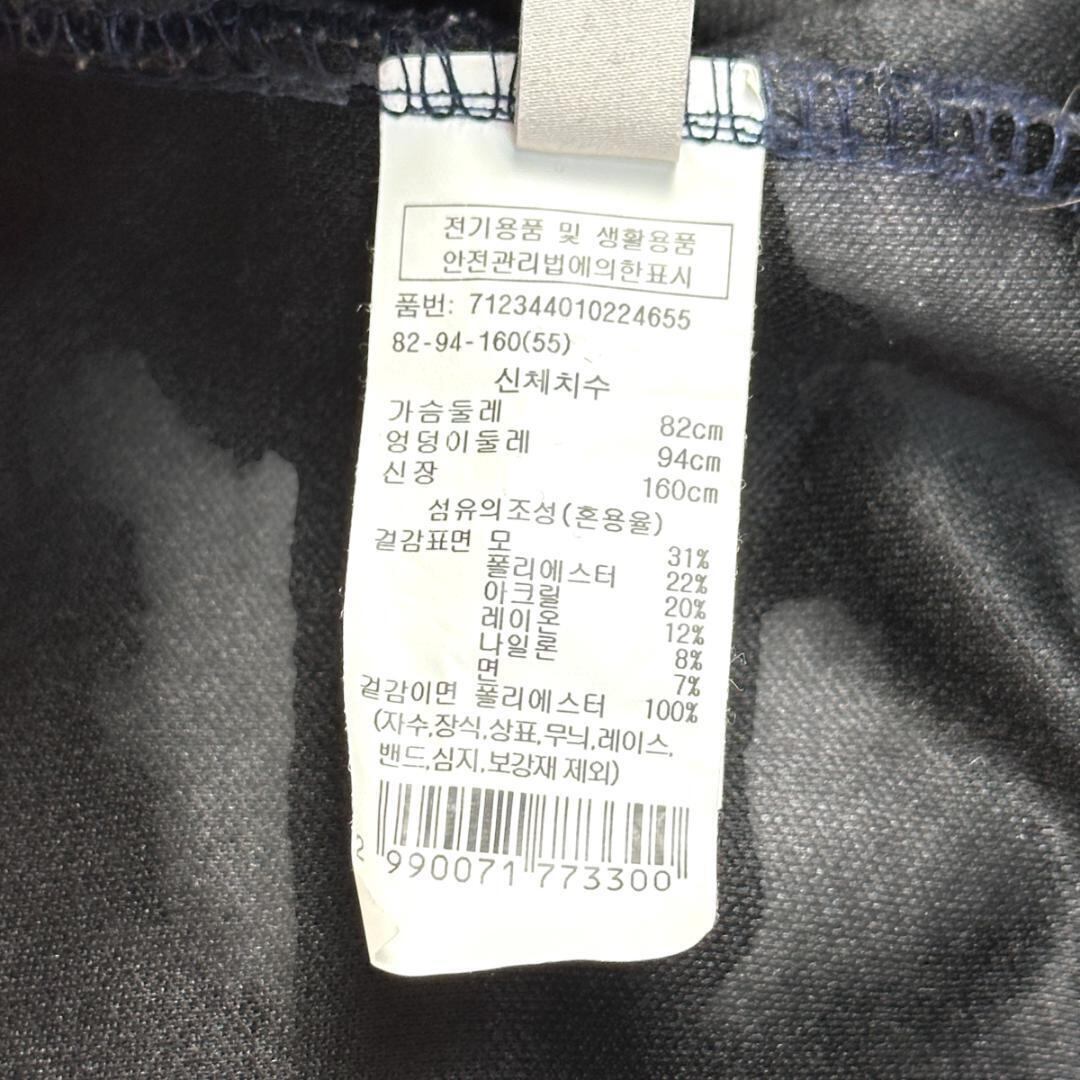 전기용품 및 생활용품
안전관리법에의한표시
품번: 712344010224655
82-94-160(55)
신체치수
가슴둘레 82cm
엉덩이둘레 94cm
신장 160cm
섬유의조성(혼용율)
겉감표면 모 31%
폴리에스터 22%
아크릴 20%
레이온 12%
나일론 8%
면 7%
겉감이면 폴리에스터 100%
(자수,장식,상표,무늬,레이스,
밴드,심지,보강재 제외)
2 990071 773300